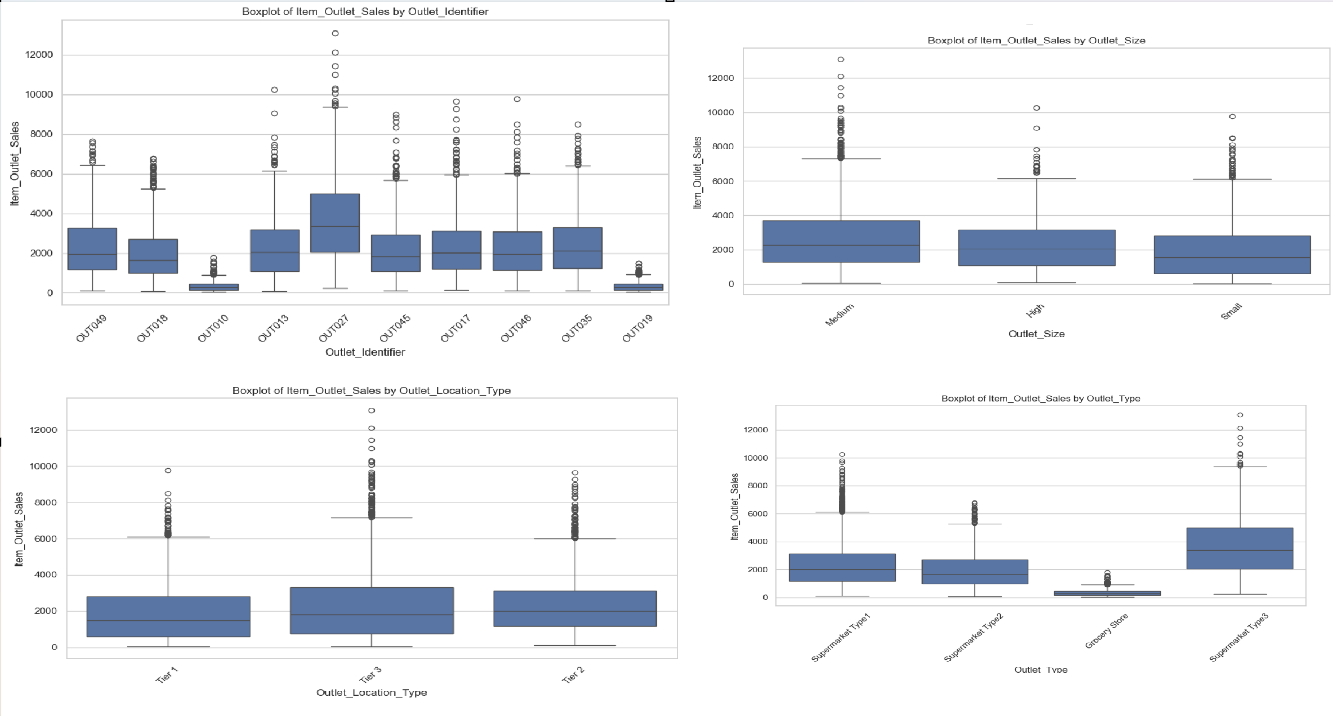 Boxplot of Item_Outlet_Sales by Outlet_Identifier
12000
10000
8000
6000
4000
2000
0
Item_Outlet_Sales
OUT049
OUT018
OUT010
OUT013
OUT027
OUT045
OUT017
OUT046
OUT035
OUT019
Outlet_Identifier
Boxplot of Item_Outlet_Sales by Outlet_Size
12000
10000
8000
6000
4000
2000
0
Item_Outlet_Sales
Medium
High
Small
Outlet_Size
Boxplot of Item_Outlet_Sales by Outlet_Location_Type
12000
10000
8000
6000
4000
2000
0
Item_Outlet_Sales
Tier 1
Tier 3
Tier 2
Outlet_Location_Type
Boxplot of Item_Outlet_Sales by Outlet_Type
12000
10000
8000
6000
4000
2000
0
Item_Outlet_Sales
Supermarket Type1
Supermarket Type2
Grocery Store
Supermarket Type3
Outlet_Type